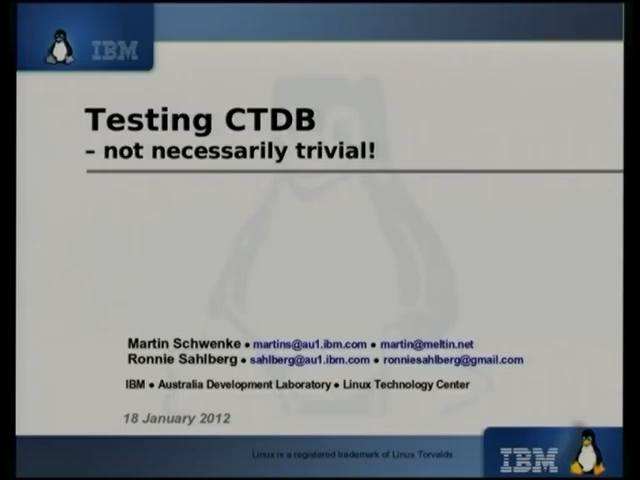 IBM
Testing CTDB
– not necessarily trivial!
Martin Schwenke ● martins@au1.ibm.com ● martin@meltin.net
Ronnie Sahlberg ● sahlberg@au1.ibm.com ● ronniesahlberg@gmail.com
IBM ● Australia Development Laboratory ● Linux Technology Center
18 January 2012
Linux is a registered trademark of Linus Torvalds.
IBM